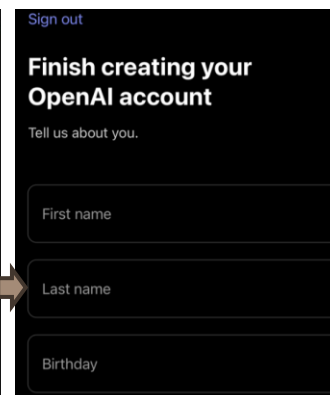 Sign out
Finish creating your
OpenAI account
Tell us about you.
First name
Last name
Birthday